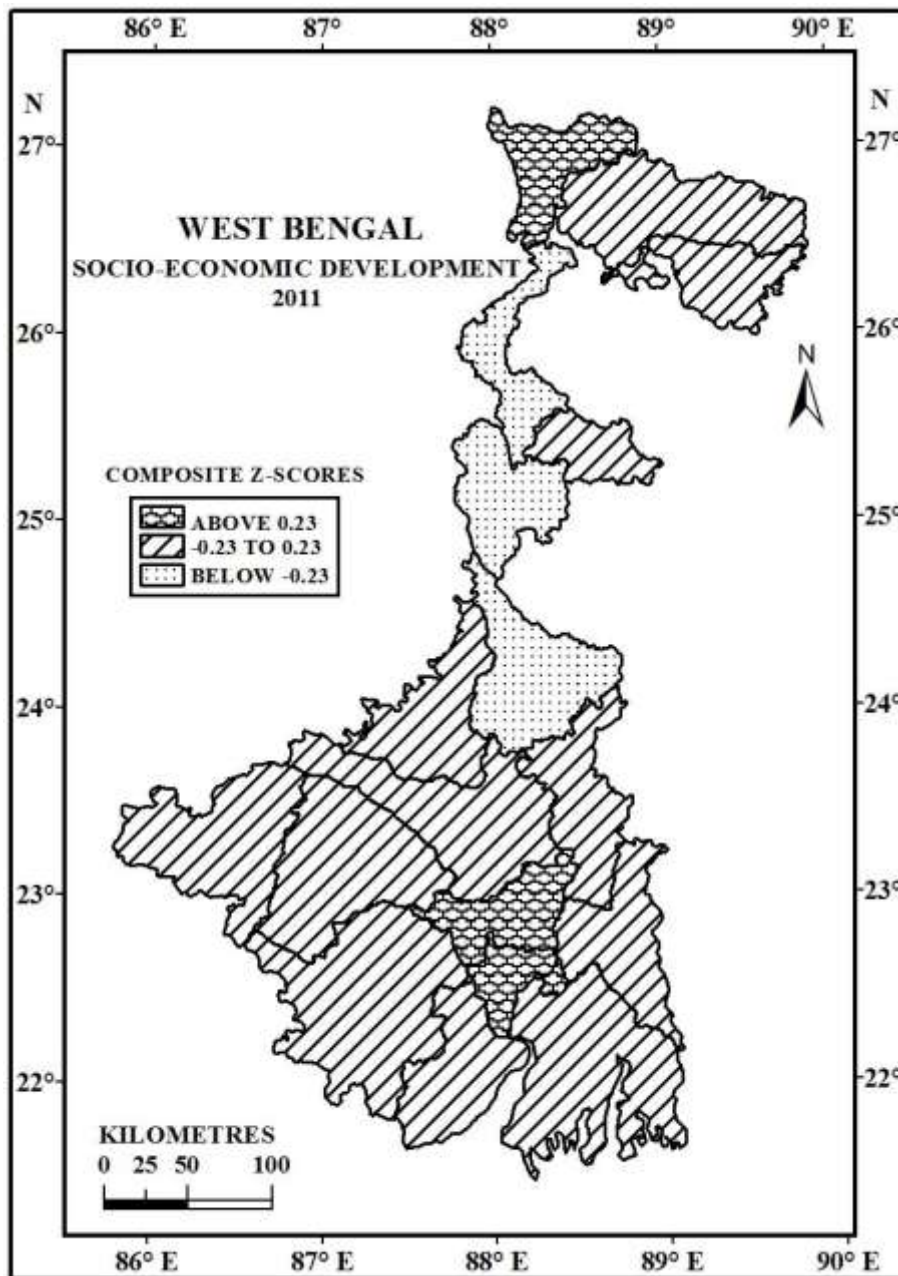 86° E 87° E 88° E 89° E 90° E
N N
27° 27°
WEST BENGAL
SOCIO-ECONOMIC DEVELOPMENT
2011
26° 26°
N
COMPOSITE Z-SCORES
25° 25°
ABOVE 0.23
-0.23 TO 0.23
BELOW -0.23
24° 24°
23° 23°
22° 22°
KILOMETRES
0 25 50 100
86° E 87° E 88° E 89° E 90° E